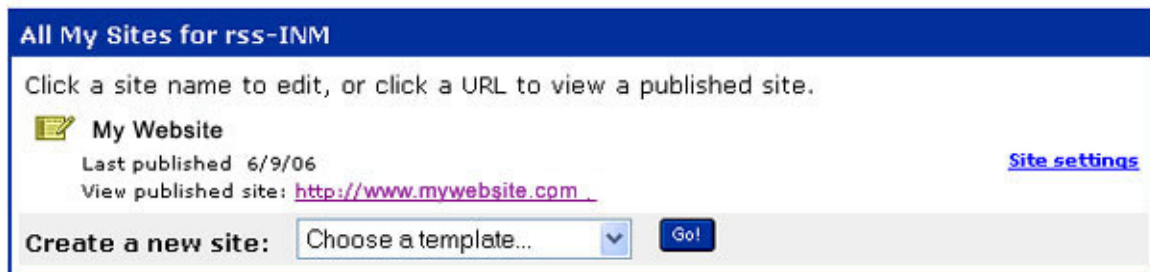 All My Sites for rss-INM
Click a site name to edit, or click a URL to view a published site.
My Website
Last published 6/9/06
Site settings
View published site: http://www.mywebsite.com
Create a new site: Choose a template... Go!